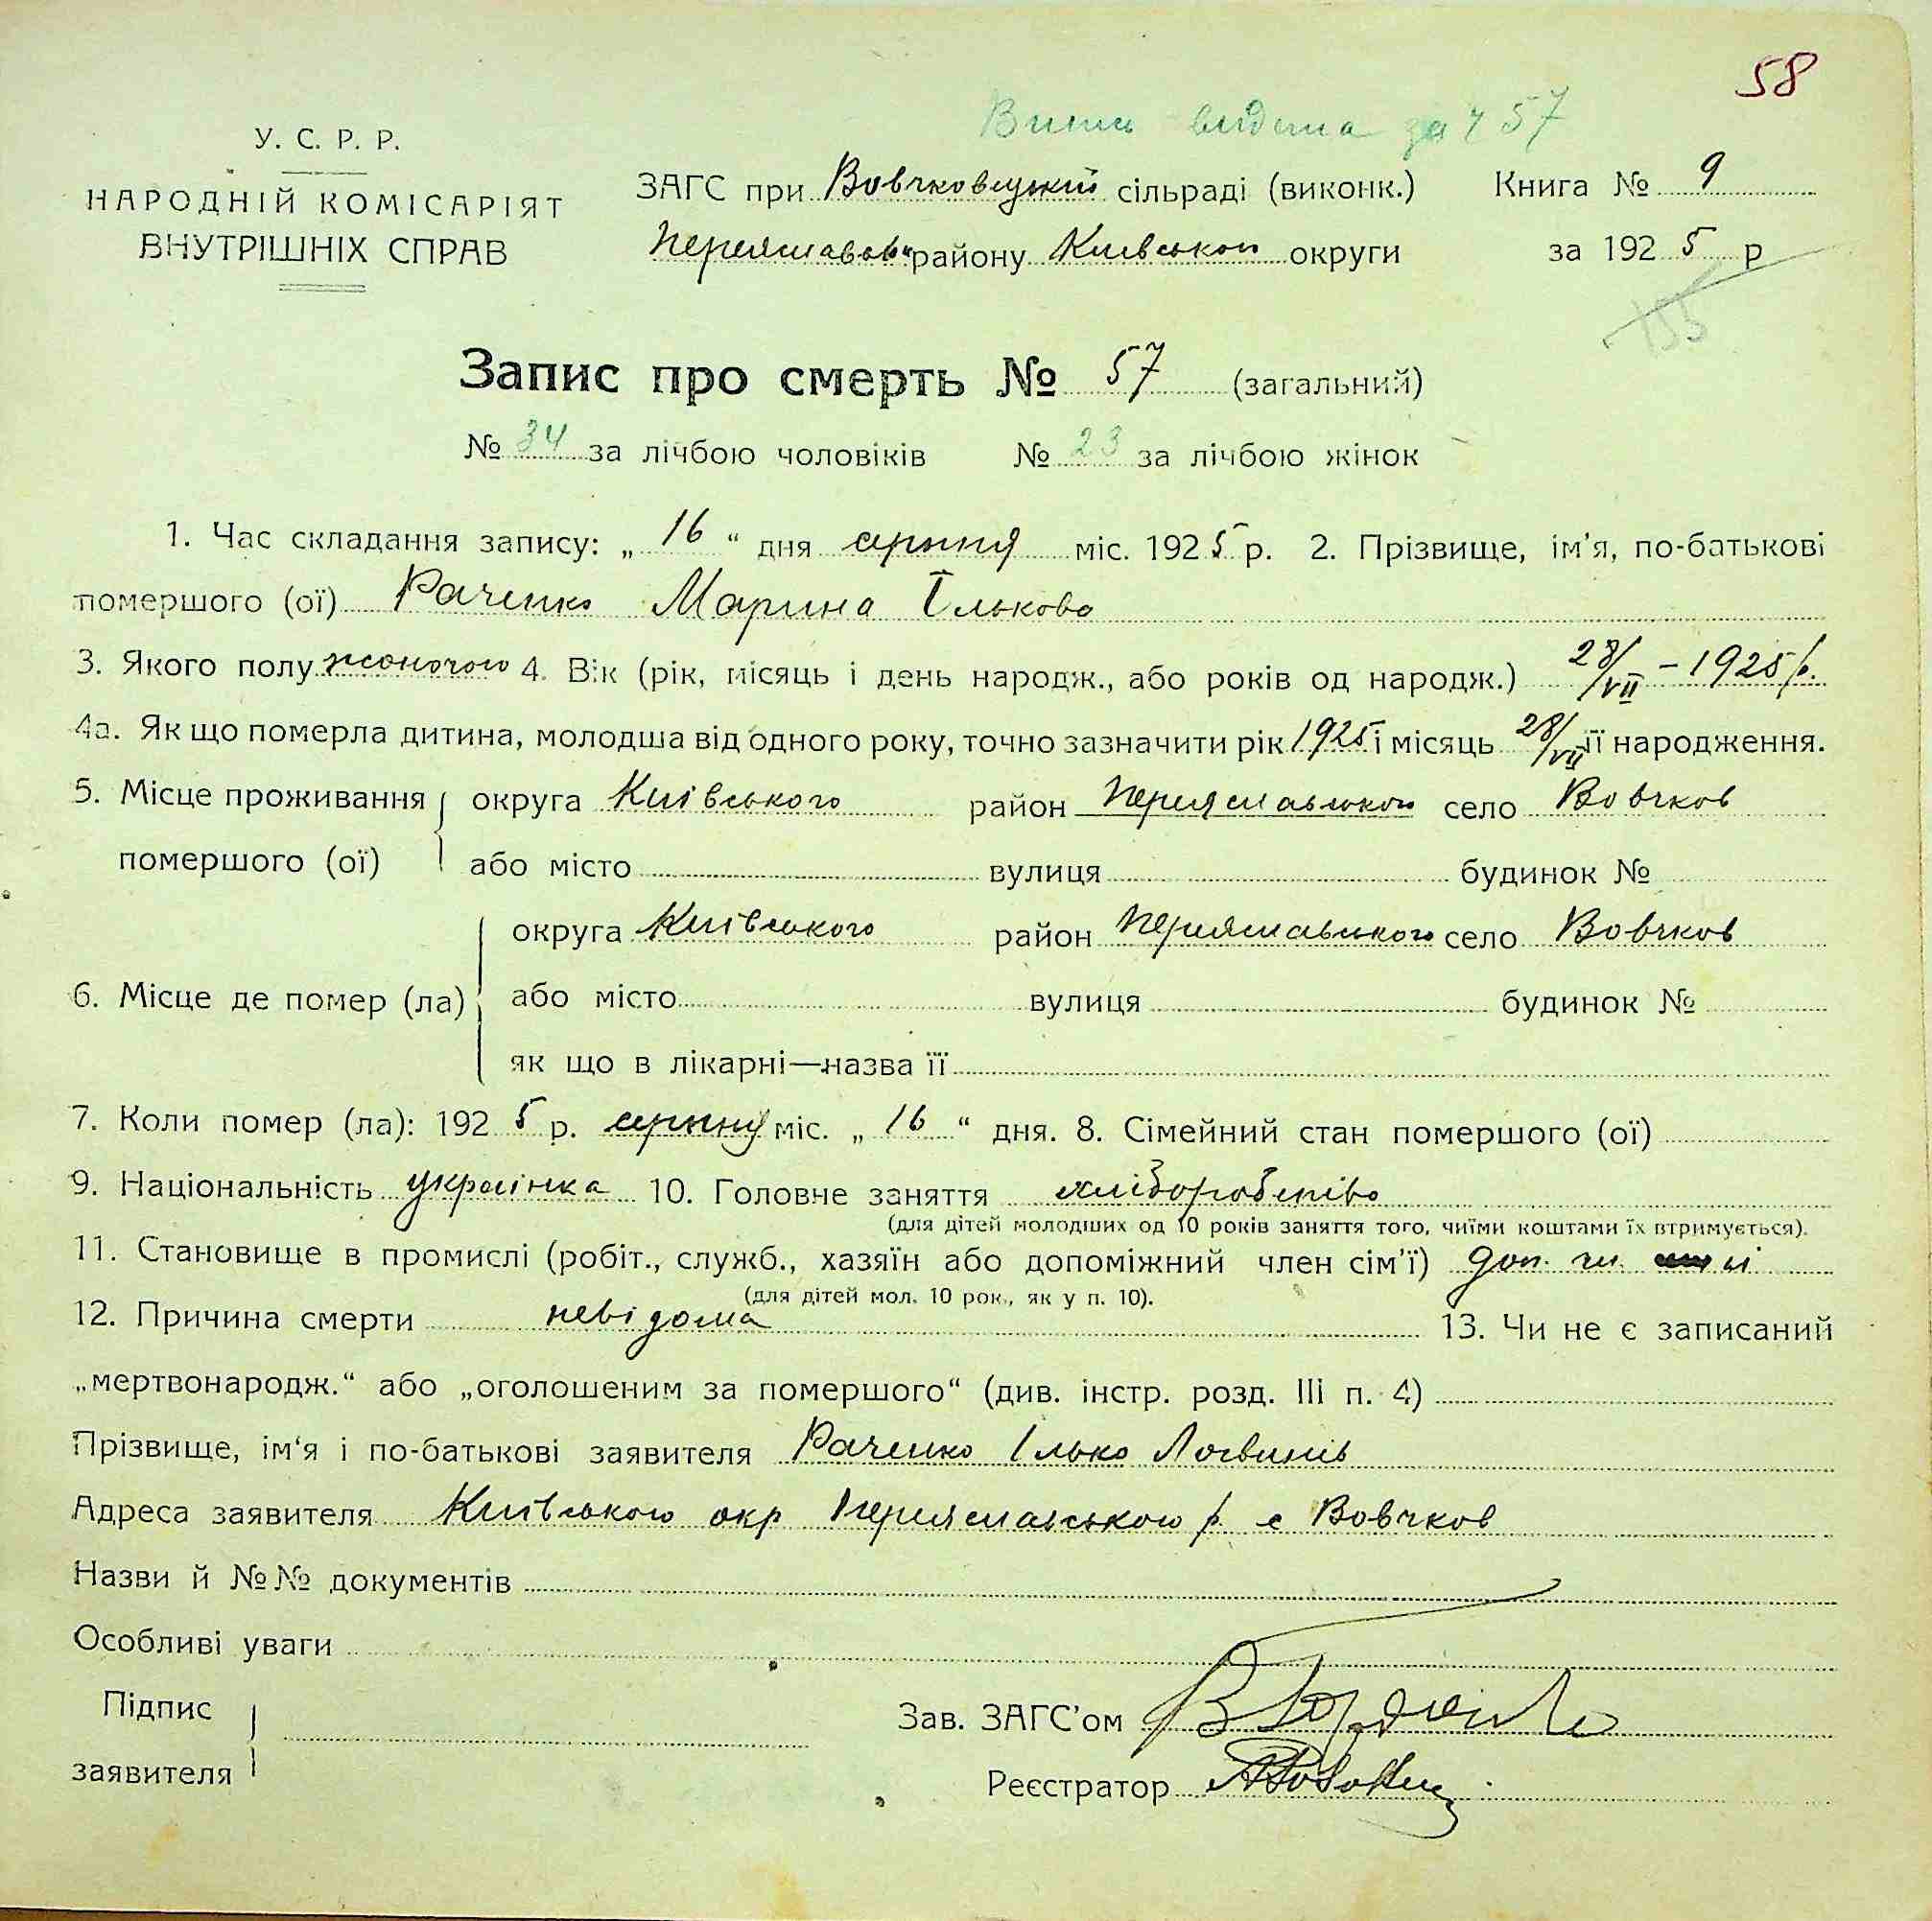 58
видана за ч 57
У. С. Р. Р.
НАРОДНІЙ КОМІСАРІЯТ
ВНУТРІШНІХ СПРАВ
ЗАГС при Вовчковецькій сільраді (виконк.) Книга № 9
району Київської округи за 1925 р
155
Запис про смерть № 57 (загальний)
№ 34 за лічбою чоловіків № 23 за лічбою жінок
1. Час складання запису: „ 16 “ дня серпня міс. 1925 р. 2. Прізвище, ім'я, по-батькові
помершого (ої) Раченко Марина Ількова
3. Якого полу жоночого 4. Вік (рік, місяць і день народж., або років од народж.) 28/VII – 1925 р.
4а. Як що померла дитина, молодша від одного року, точно зазначити рік 1925 і місяць 28/VII її народження.
5. Місце проживання округа Київського район Переяславського село Вовчков
помершого (ої) або місто вулиця будинок №
округа Київського район Переяславського село Вовчков
6. Місце де помер (ла) або місто вулиця будинок №
як що в лікарні—назва її
7. Коли помер (ла): 1925 р. серпня міс. „ 16 “ дня. 8. Сімейний стан помершого (ої)
9. Національність українка 10. Головне заняття хліборобство
(для дітей молодших од 10 років заняття того, чиїми коштами їх втримується).
11. Становище в промислі (робіт., служб., хазяїн або допоміжний член сім'ї) доп. чл.
(для дітей мол. 10 рок., як у п. 10).
12. Причина смерти невідома 13. Чи не є записаний
„мертвонародж.“ або „оголошеним за помершого“ (див. інстр. розд. III п. 4)
Прізвище, ім'я і по-батькові заявителя Раченко Ілько Логвинів
Адреса заявителя Київського окр Переяславського р. с Вовчков
Назви й №№ документів
Особливі уваги
Підпис
заявителя
Зав. ЗАГС'ом
Реєстратор